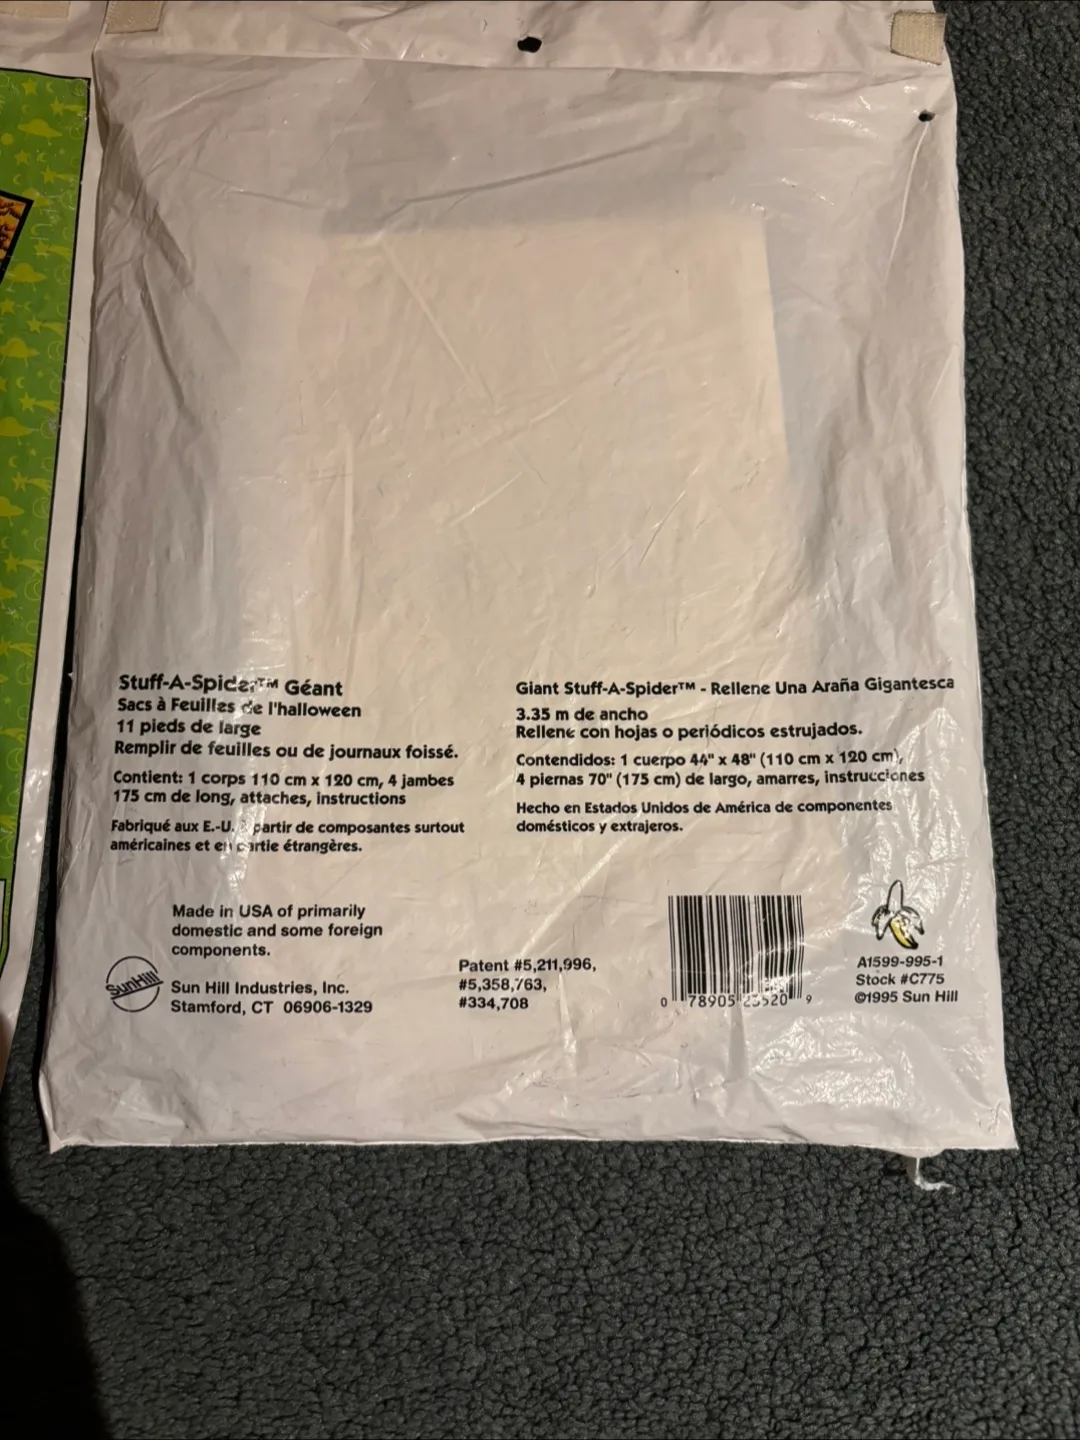 Stuff-A-Spider™ Géant
Sacs à Feuilles de l'halloween
11 pieds de large
Remplir de feuilles ou de journaux foissé.
Contient: 1 corps 110 cm x 120 cm, 4 jambes
175 cm de long, attaches, instructions
Fabriqué aux E.-U. à partir de composantes surtout
américaines et en partie étrangères.
Giant Stuff-A-Spider™ - Rellene Una Araña Gigantesca
3.35 m de ancho
Rellene con hojas o periódicos estrujados.
Contendidos: 1 cuerpo 44" x 48" (110 cm x 120 cm),
4 piernas 70" (175 cm) de largo, amarres, instrucciones
Hecho en Estados Unidos de América de componentes
domésticos y extrajeros.
Made in USA of primarily
domestic and some foreign
components.
SunHill
Sun Hill Industries, Inc.
Stamford, CT 06906-1329
Patent #5,211,996,
#5,358,763,
#334,708
0 78905 23520 9
A1599-995-1
Stock #C775
©1995 Sun Hill